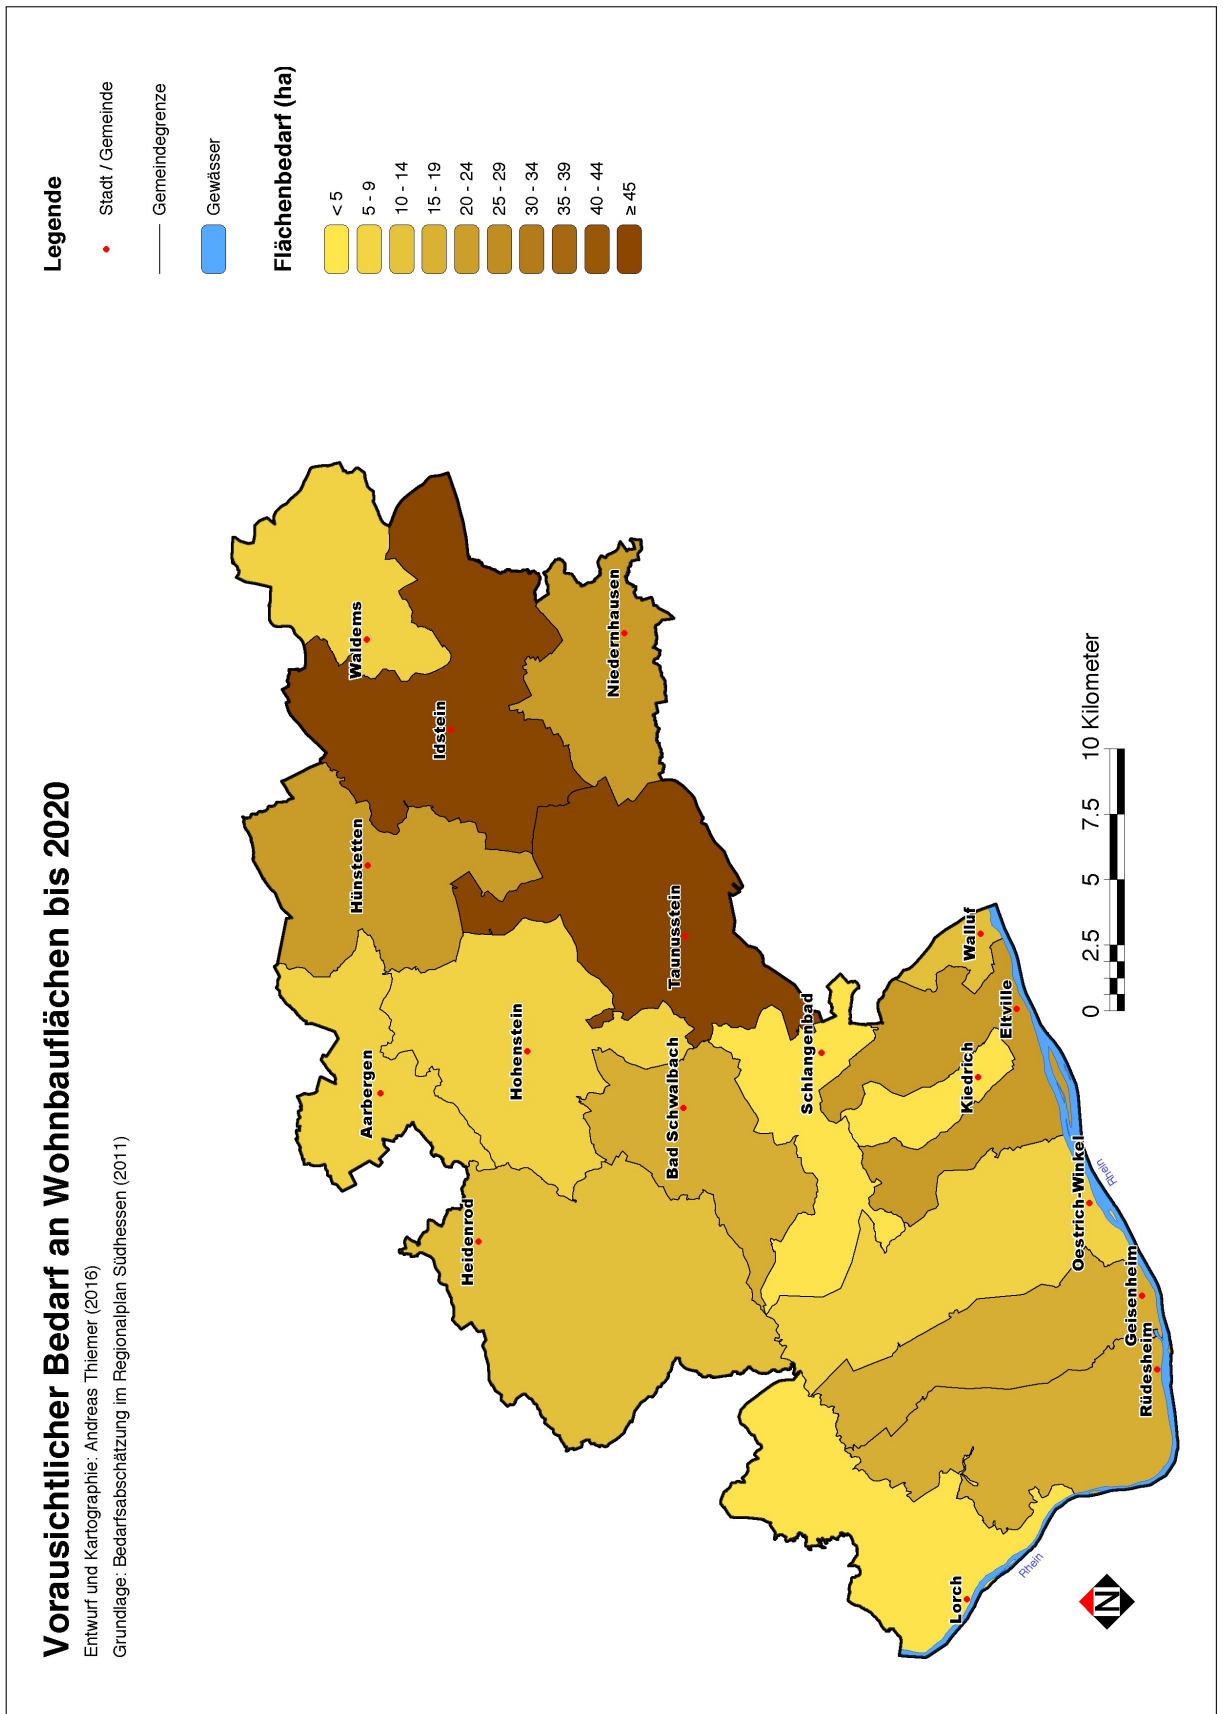 Vorausichtlicher Bedarf an Wohnbauflächen bis 2020
Entwurf und Kartographie: Andreas Thiemer (2016)
Grundlage: Bedarfsabschätzung im Regionalplan Südhessen (2011)
Legende
Stadt / Gemeinde
Gemeindegrenze
Gewässer
Flächenbedarf (ha)
< 5
5 - 9
10 - 14
15 - 19
20 - 24
25 - 29
30 - 34
35 - 39
40 - 44
≥ 45
Waldems
Hünstetten
Aarbergen
Idstein
Heidenrod
Hohenstein
Niedernhausen
Taunusstein
Bad Schwalbach
Schlangenbad
Walluf
Eltville
Kiedrich
Oestrich-Winkel
Geisenheim
Rüdesheim
Lorch
Rhein
Rhein
N
0 2.5 5 7.5 10 Kilometer